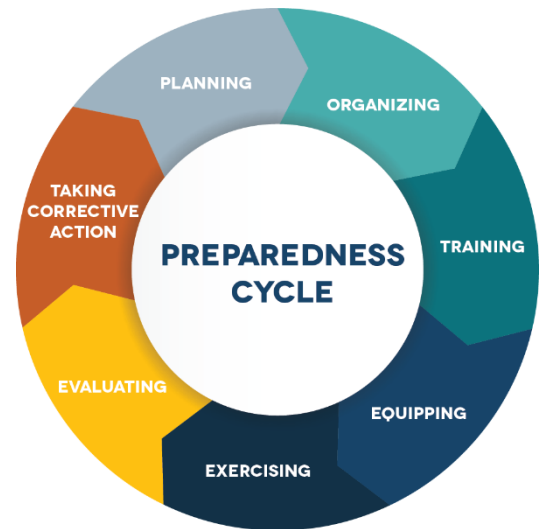 PREPAREDNESS
CYCLE
PLANNING
ORGANIZING
TRAINING
EQUIPPING
EXERCISING
EVALUATING
TAKING
CORRECTIVE
ACTION